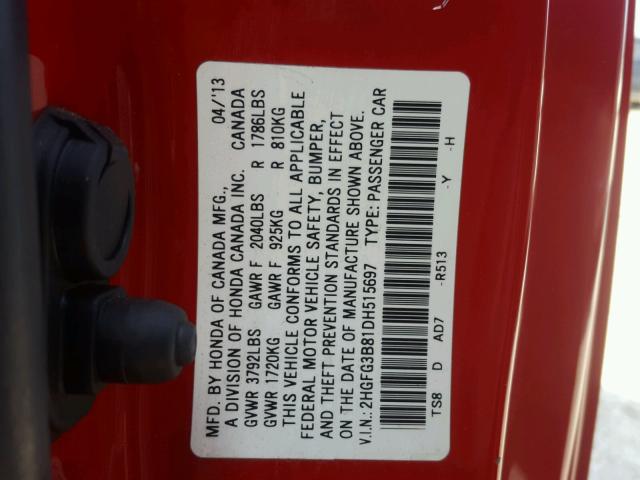 MFD. BY HONDA OF CANADA MFG., 04/'13
A DIVISION OF HONDA CANADA INC. CANADA
GVWR 3792LBS GAWR F 2040LBS R 1786LBS
GVWR 1720KG GAWR F 925KG R 810KG
THIS VEHICLE CONFORMS TO ALL APPLICABLE
FEDERAL MOTOR VEHICLE SAFETY, BUMPER,
AND THEFT PREVENTION STANDARDS IN EFFECT
ON THE DATE OF MANUFACTURE SHOWN ABOVE.
V.I.N.: 2HGFG3B81DH515697 TYPE: PASSENGER CAR
TS8 D AD7 -R513 -Y -H